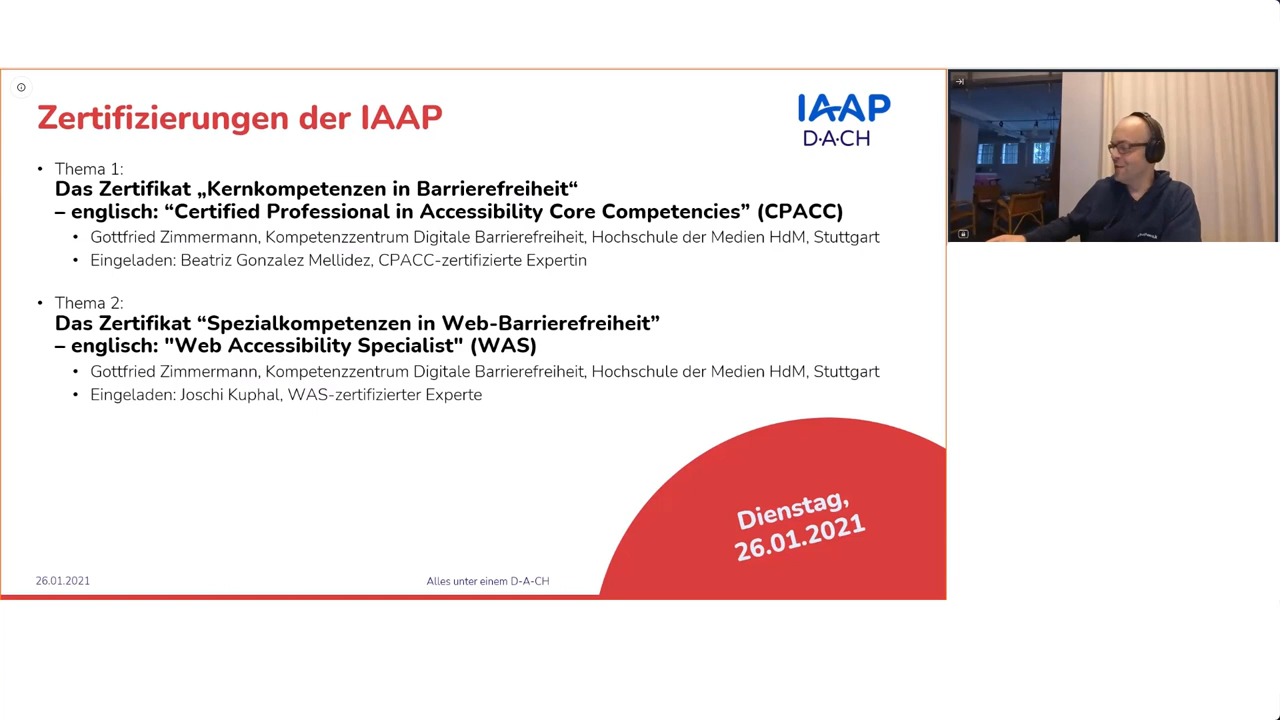 Zertifizierungen der IAAP
IAAP
D·A·CH
• Thema 1:
Das Zertifikat „Kernkompetenzen in Barrierefreiheit“
– englisch: “Certified Professional in Accessibility Core Competencies” (CPACC)
• Gottfried Zimmermann, Kompetenzzentrum Digitale Barrierefreiheit, Hochschule der Medien HdM, Stuttgart
• Eingeladen: Beatriz Gonzalez Mellidez, CPACC-zertifizierte Expertin
• Thema 2:
Das Zertifikat “Spezialkompetenzen in Web-Barrierefreiheit”
– englisch: "Web Accessibility Specialist" (WAS)
• Gottfried Zimmermann, Kompetenzzentrum Digitale Barrierefreiheit, Hochschule der Medien HdM, Stuttgart
• Eingeladen: Joschi Kuphal, WAS-zertifizierter Experte
Dienstag,
26.01.2021
26.01.2021
Alles unter einem D-A-CH